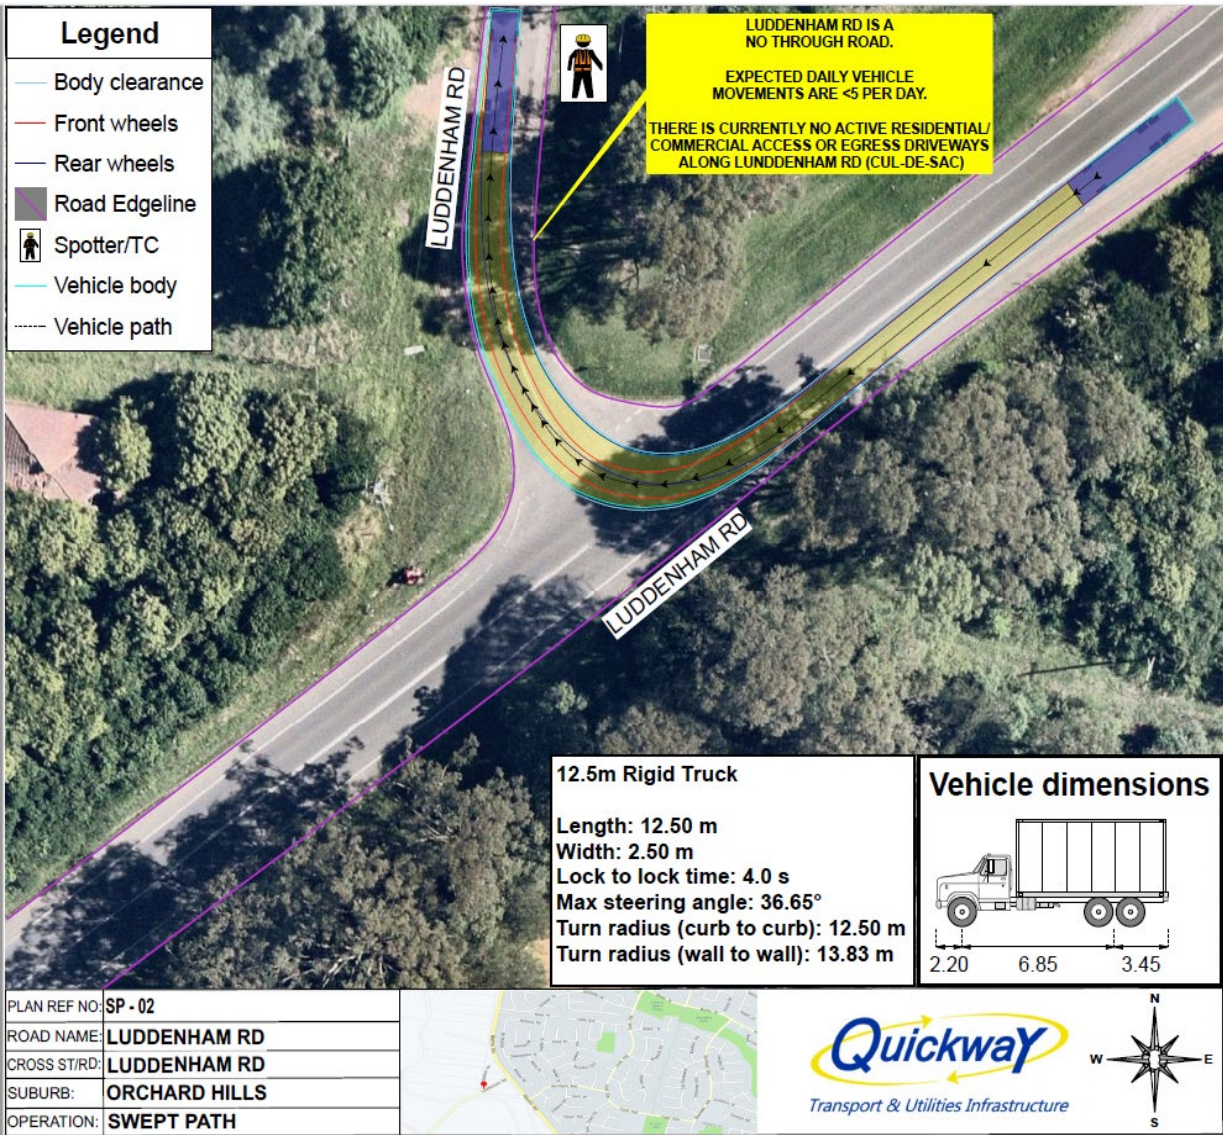 Legend
Body clearance
Front wheels
Rear wheels
Road Edgeline
Spotter/TC
Vehicle body
Vehicle path
LUDDENHAM RD
LUDDENHAM RD IS A
NO THROUGH ROAD.
EXPECTED DAILY VEHICLE
MOVEMENTS ARE <5 PER DAY.
THERE IS CURRENTLY NO ACTIVE RESIDENTIAL/
COMMERCIAL ACCESS OR EGRESS DRIVEWAYS
ALONG LUNDDENHAM RD (CUL-DE-SAC)
LUDDENHAM RD
12.5m Rigid Truck
Length: 12.50 m
Width: 2.50 m
Lock to lock time: 4.0 s
Max steering angle: 36.65°
Turn radius (curb to curb): 12.50 m
Turn radius (wall to wall): 13.83 m
Vehicle dimensions
2.20 6.85 3.45
PLAN REF NO: SP - 02
ROAD NAME: LUDDENHAM RD
CROSS ST/RD: LUDDENHAM RD
SUBURB: ORCHARD HILLS
OPERATION: SWEPT PATH
Quickway
Transport & Utilities Infrastructure
N
W E
S